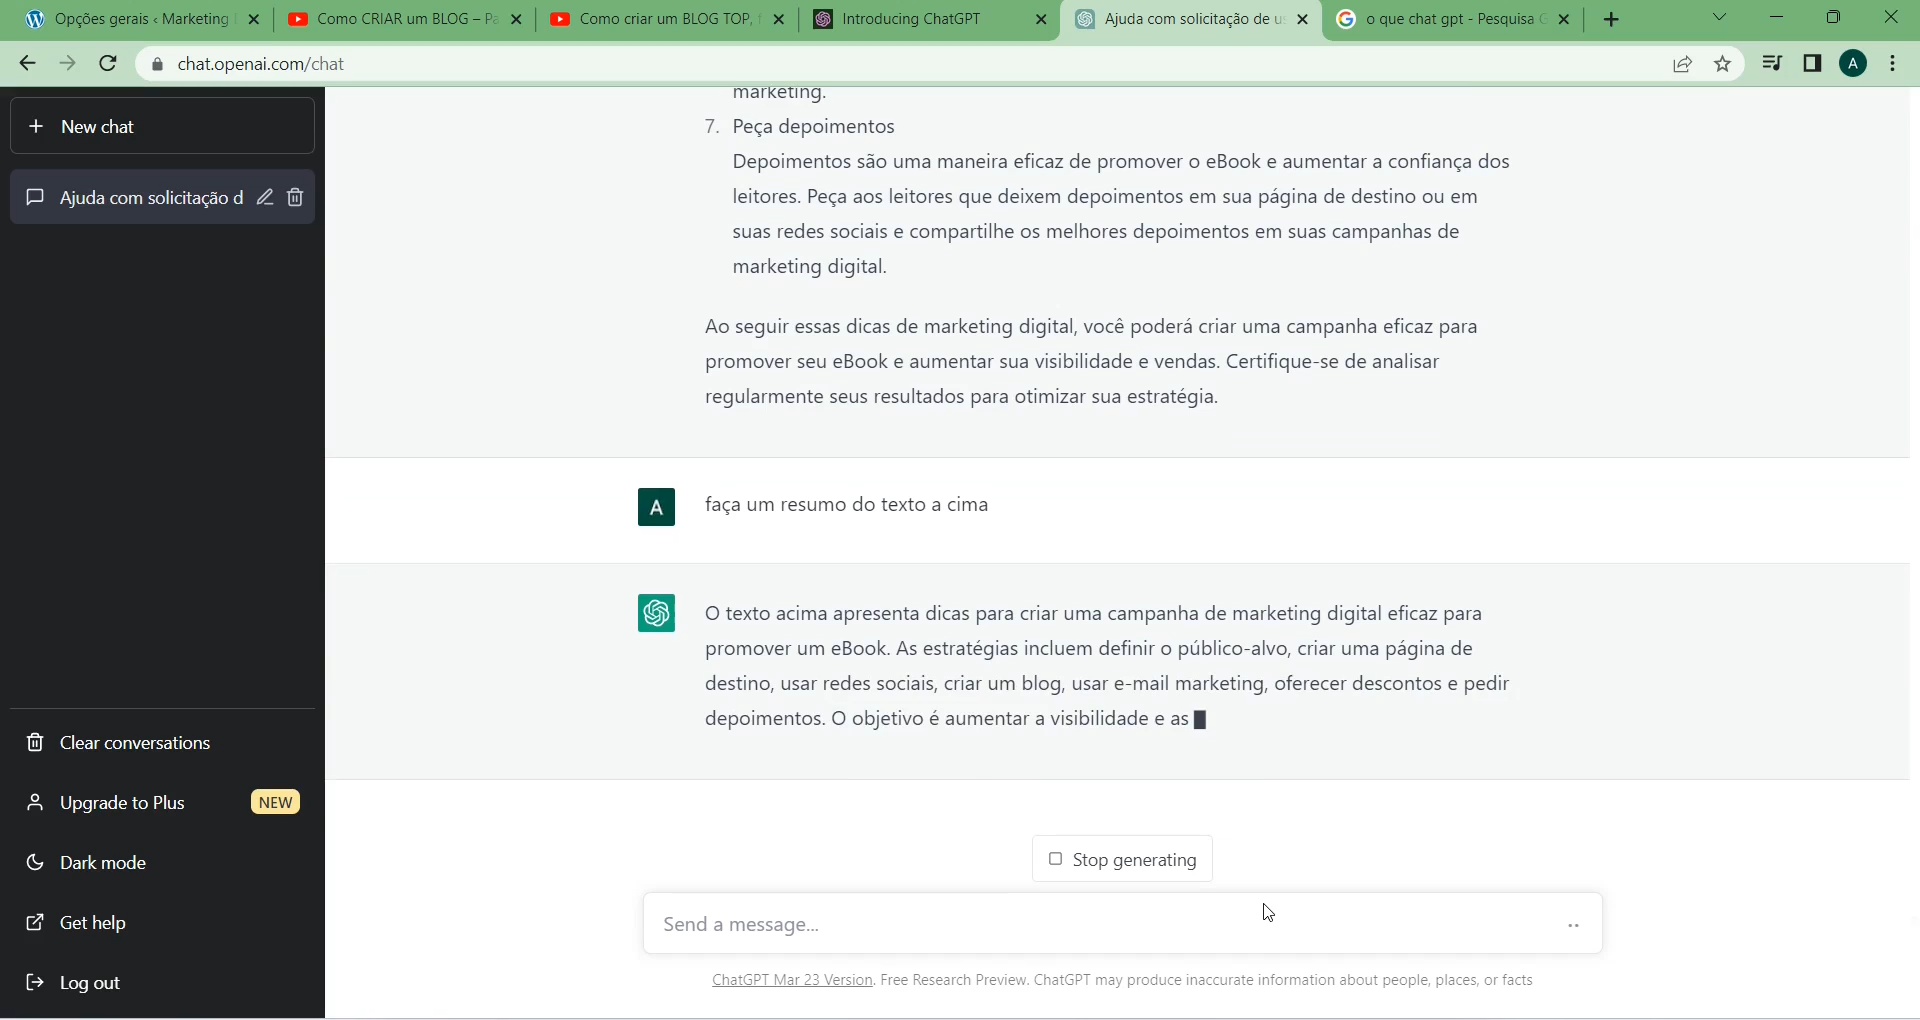 Opções gerais ‹ Marketing
Como CRIAR um BLOG – Pa
Como criar um BLOG TOP,
Introducing ChatGPT
Ajuda com solicitação de u
o que chat gpt - Pesquisa G
chat.openai.com/chat
A
New chat
Ajuda com solicitação d
marketing.
7. Peça depoimentos
Depoimentos são uma maneira eficaz de promover o eBook e aumentar a confiança dos
leitores. Peça aos leitores que deixem depoimentos em sua página de destino ou em
suas redes sociais e compartilhe os melhores depoimentos em suas campanhas de
marketing digital.
Ao seguir essas dicas de marketing digital, você poderá criar uma campanha eficaz para
promover seu eBook e aumentar sua visibilidade e vendas. Certifique-se de analisar
regularmente seus resultados para otimizar sua estratégia.
A
faça um resumo do texto a cima
O texto acima apresenta dicas para criar uma campanha de marketing digital eficaz para
promover um eBook. As estratégias incluem definir o público-alvo, criar uma página de
destino, usar redes sociais, criar um blog, usar e-mail marketing, oferecer descontos e pedir
depoimentos. O objetivo é aumentar a visibilidade e as
Clear conversations
Upgrade to Plus
NEW
Dark mode
Get help
Log out
Stop generating
Send a message...
ChatGPT Mar 23 Version. Free Research Preview. ChatGPT may produce inaccurate information about people, places, or facts